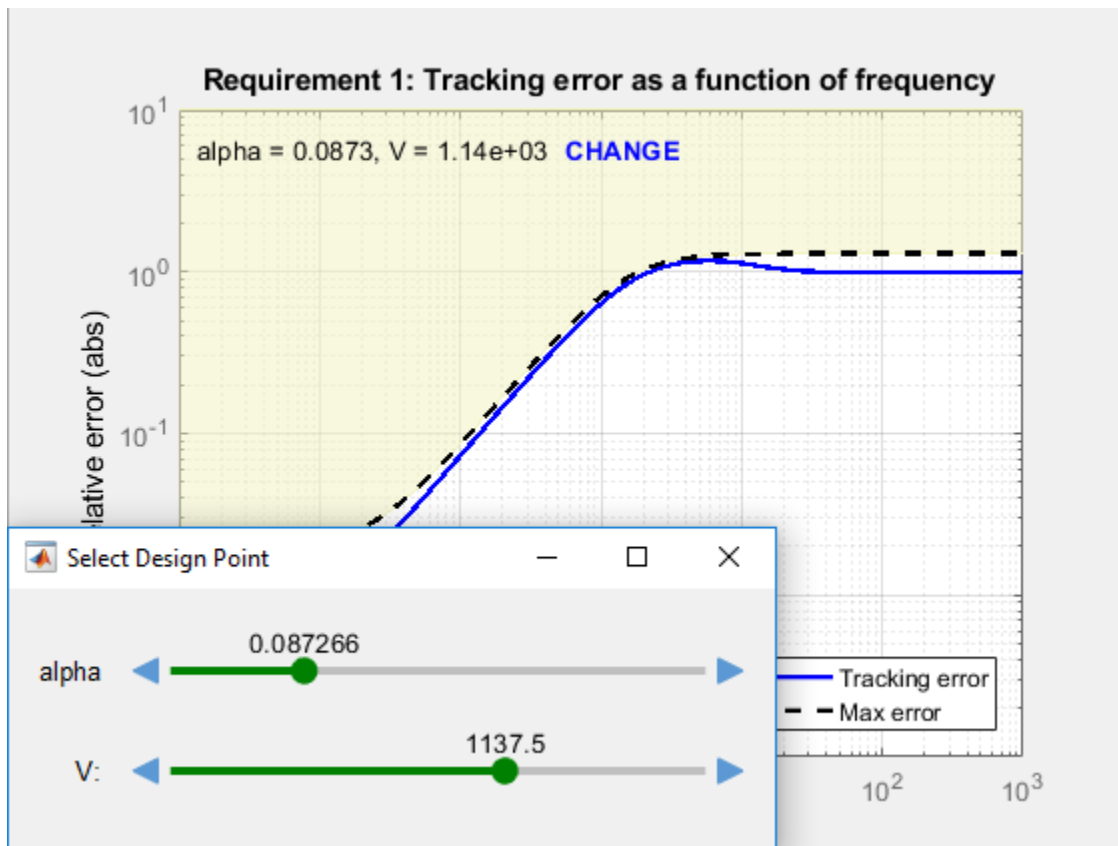 Requirement 1: Tracking error as a function of frequency
10^1
alpha = 0.0873, V = 1.14e+03 CHANGE
10^0
10^-1
elative error (abs)
Select Design Point
0.087266
alpha
1137.5
V:
Tracking error
Max error
10^2
10^3